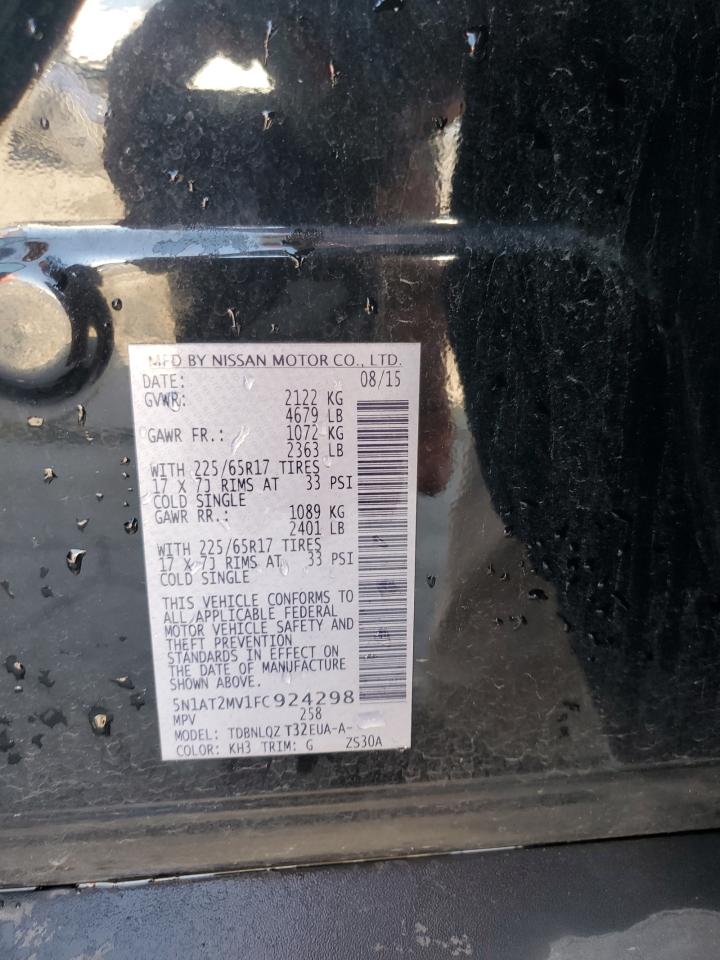 MFD BY NISSAN MOTOR CO., LTD.
DATE: 08/15
GVWR: 2122 KG
4679 LB
GAWR FR.: 1072 KG
2363 LB
WITH 225/65R17 TIRES
17 X 7J RIMS AT 33 PSI
COLD SINGLE
GAWR RR.: 1089 KG
2401 LB
WITH 225/65R17 TIRES
17 X 7J RIMS AT 33 PSI
COLD SINGLE
THIS VEHICLE CONFORMS TO
ALL APPLICABLE FEDERAL
MOTOR VEHICLE SAFETY AND
THEFT PREVENTION
STANDARDS IN EFFECT ON
THE DATE OF MANUFACTURE
SHOWN ABOVE.
5N1AT2MV1FC924298
MPV 258
MODEL: TDBNLQZ T32EUA-A-
COLOR: KH3 TRIM: G ZS30A